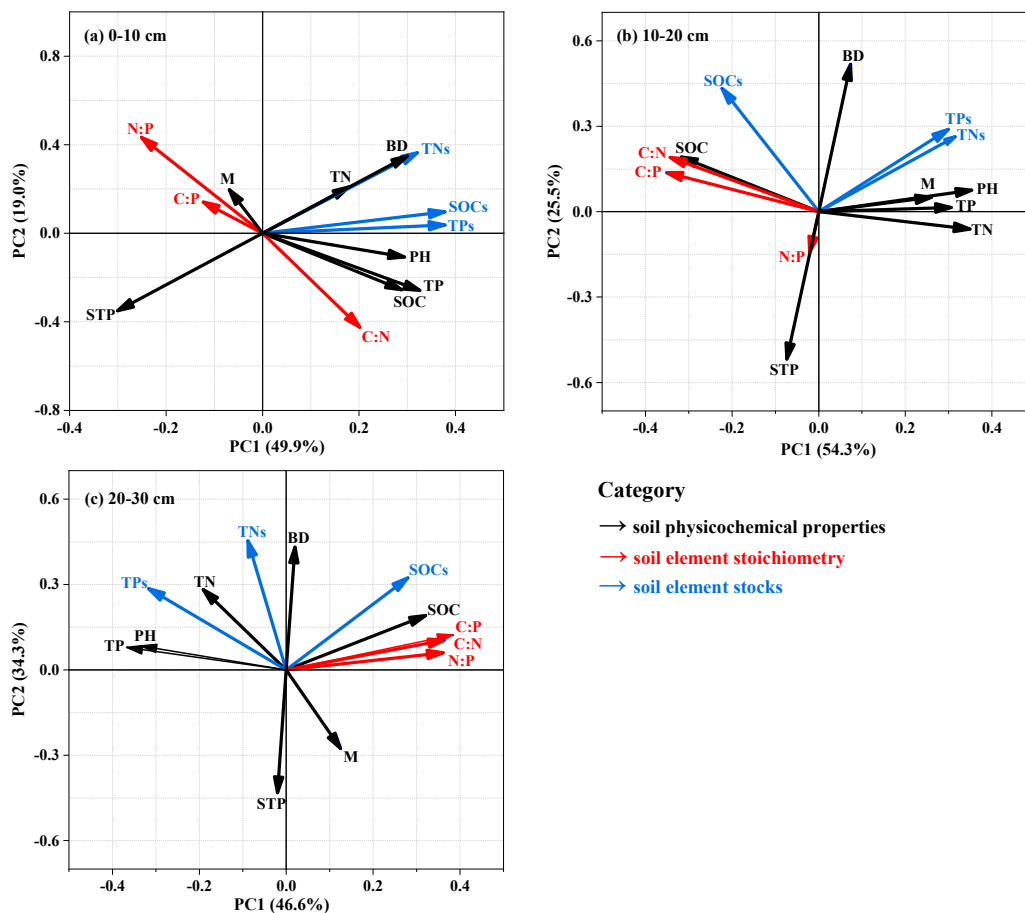 (a) 0-10 cm
0.8
0.4
0.0
-0.4
-0.8
-0.4
-0.2
0.0
0.2
0.4
PC1 (49.9%)
PC2 (19.0%)
N:P
M
C:P
STP
BD
TNs
TN
SOCs
TPs
PH
TP
SOC
C:N
(b) 10-20 cm
0.6
0.3
0.0
-0.3
-0.6
-0.4
-0.2
0.0
0.2
0.4
PC1 (54.3%)
PC2 (25.5%)
BD
SOCs
TPs
TNs
C:N
SOC
C:P
M
PH
TP
TN
N:P
STP
(c) 20-30 cm
0.6
0.3
0.0
-0.3
-0.6
-0.4
-0.2
0.0
0.2
0.4
PC1 (46.6%)
PC2 (34.3%)
TNs
BD
TPs
TN
SOCs
SOC
PH
TP
C:P
C:N
N:P
M
STP
Category
soil physicochemical properties
soil element stoichiometry
soil element stocks